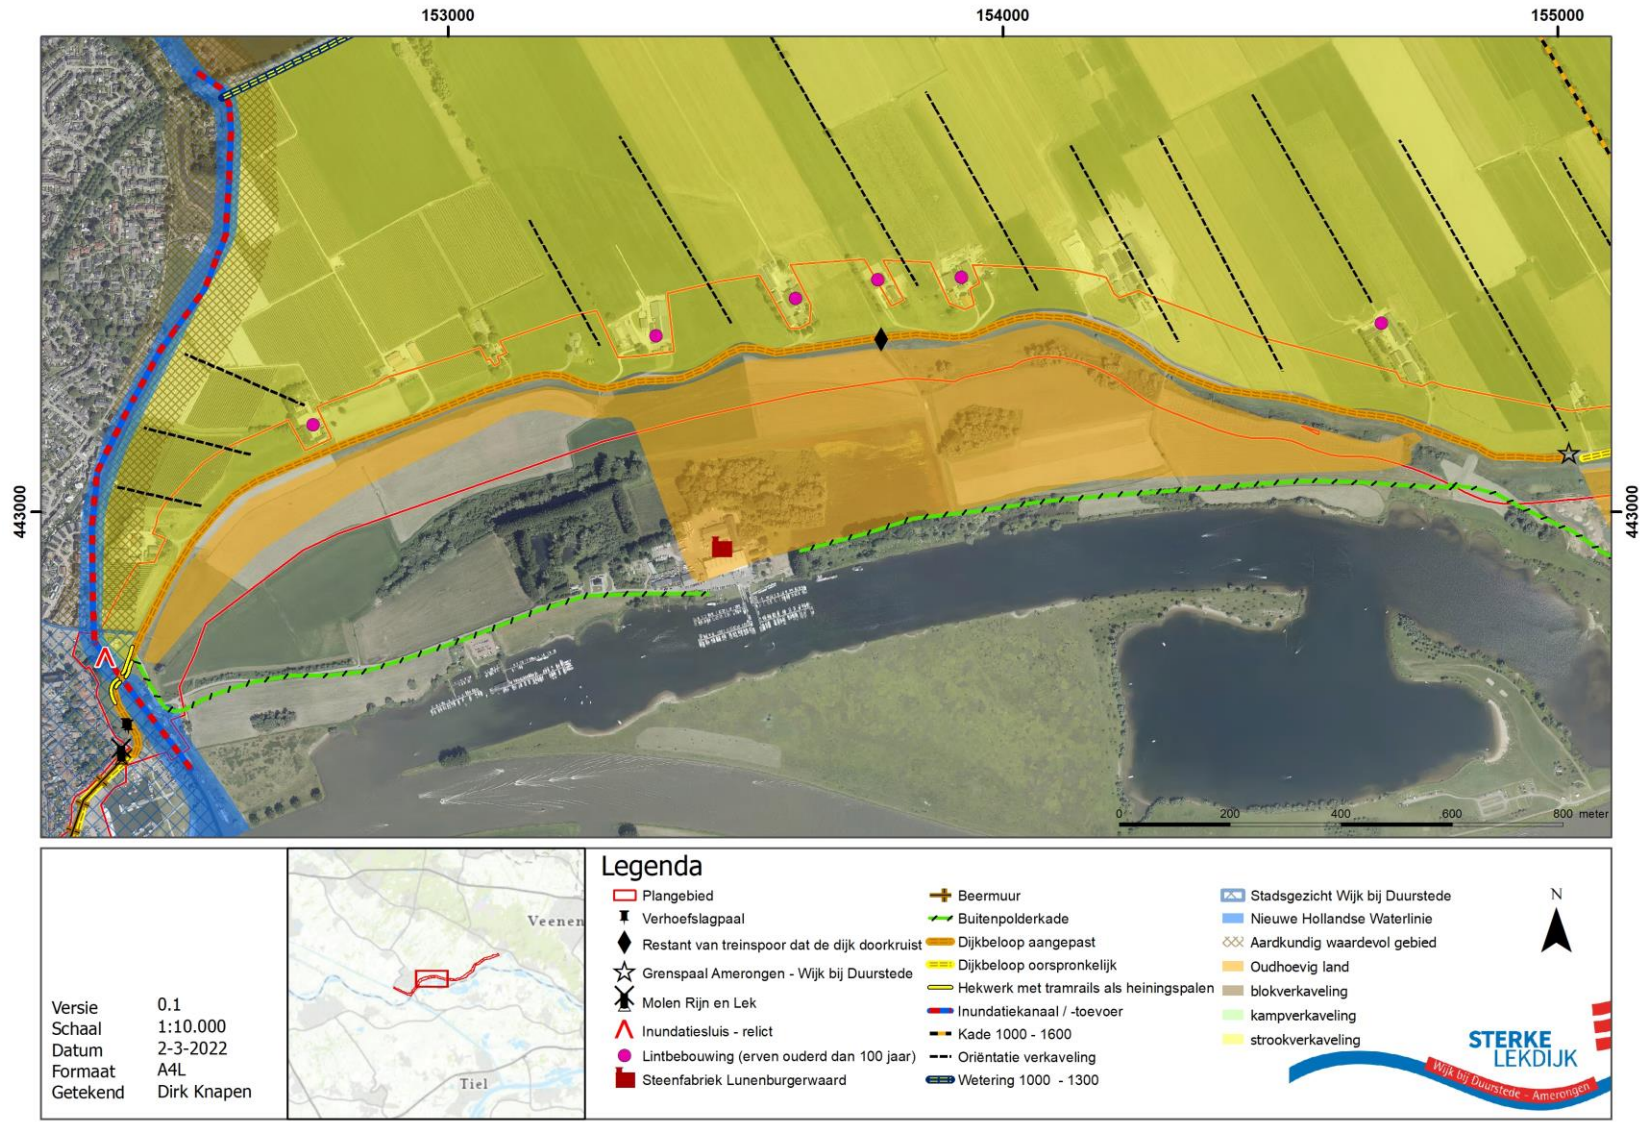 153000
154000
155000
443000
443000
0 200 400 600 800 meter
Versie 0.1
Schaal 1:10.000
Datum 2-3-2022
Formaat A4L
Getekend Dirk Knapen
Veenen
Tiel
Legenda
Plangebied
Verhoefslagpaal
Restant van treinspoor dat de dijk doorkruist
Grenspaal Amerongen - Wijk bij Duurstede
Molen Rijn en Lek
Inundatiesluis - relict
Lintbebouwing (erven ouderd dan 100 jaar)
Steenfabriek Lunenburgerwaard
Beermuur
Buitenpolderkade
Dijkbeloop aangepast
Dijkbeloop oorspronkelijk
Hekwerk met tramrails als heiningspalen
Inundatiekanaal / -toevoer
Kade 1000 - 1600
Oriëntatie verkaveling
Wetering 1000 - 1300
Stadsgezicht Wijk bij Duurstede
Nieuwe Hollandse Waterlinie
Aardkundig waardevol gebied
Oudhoevig land
blokverkaveling
kampverkaveling
strookverkaveling
N
STERKE
LEKDIJK
Wijk bij Duurstede - Amerongen